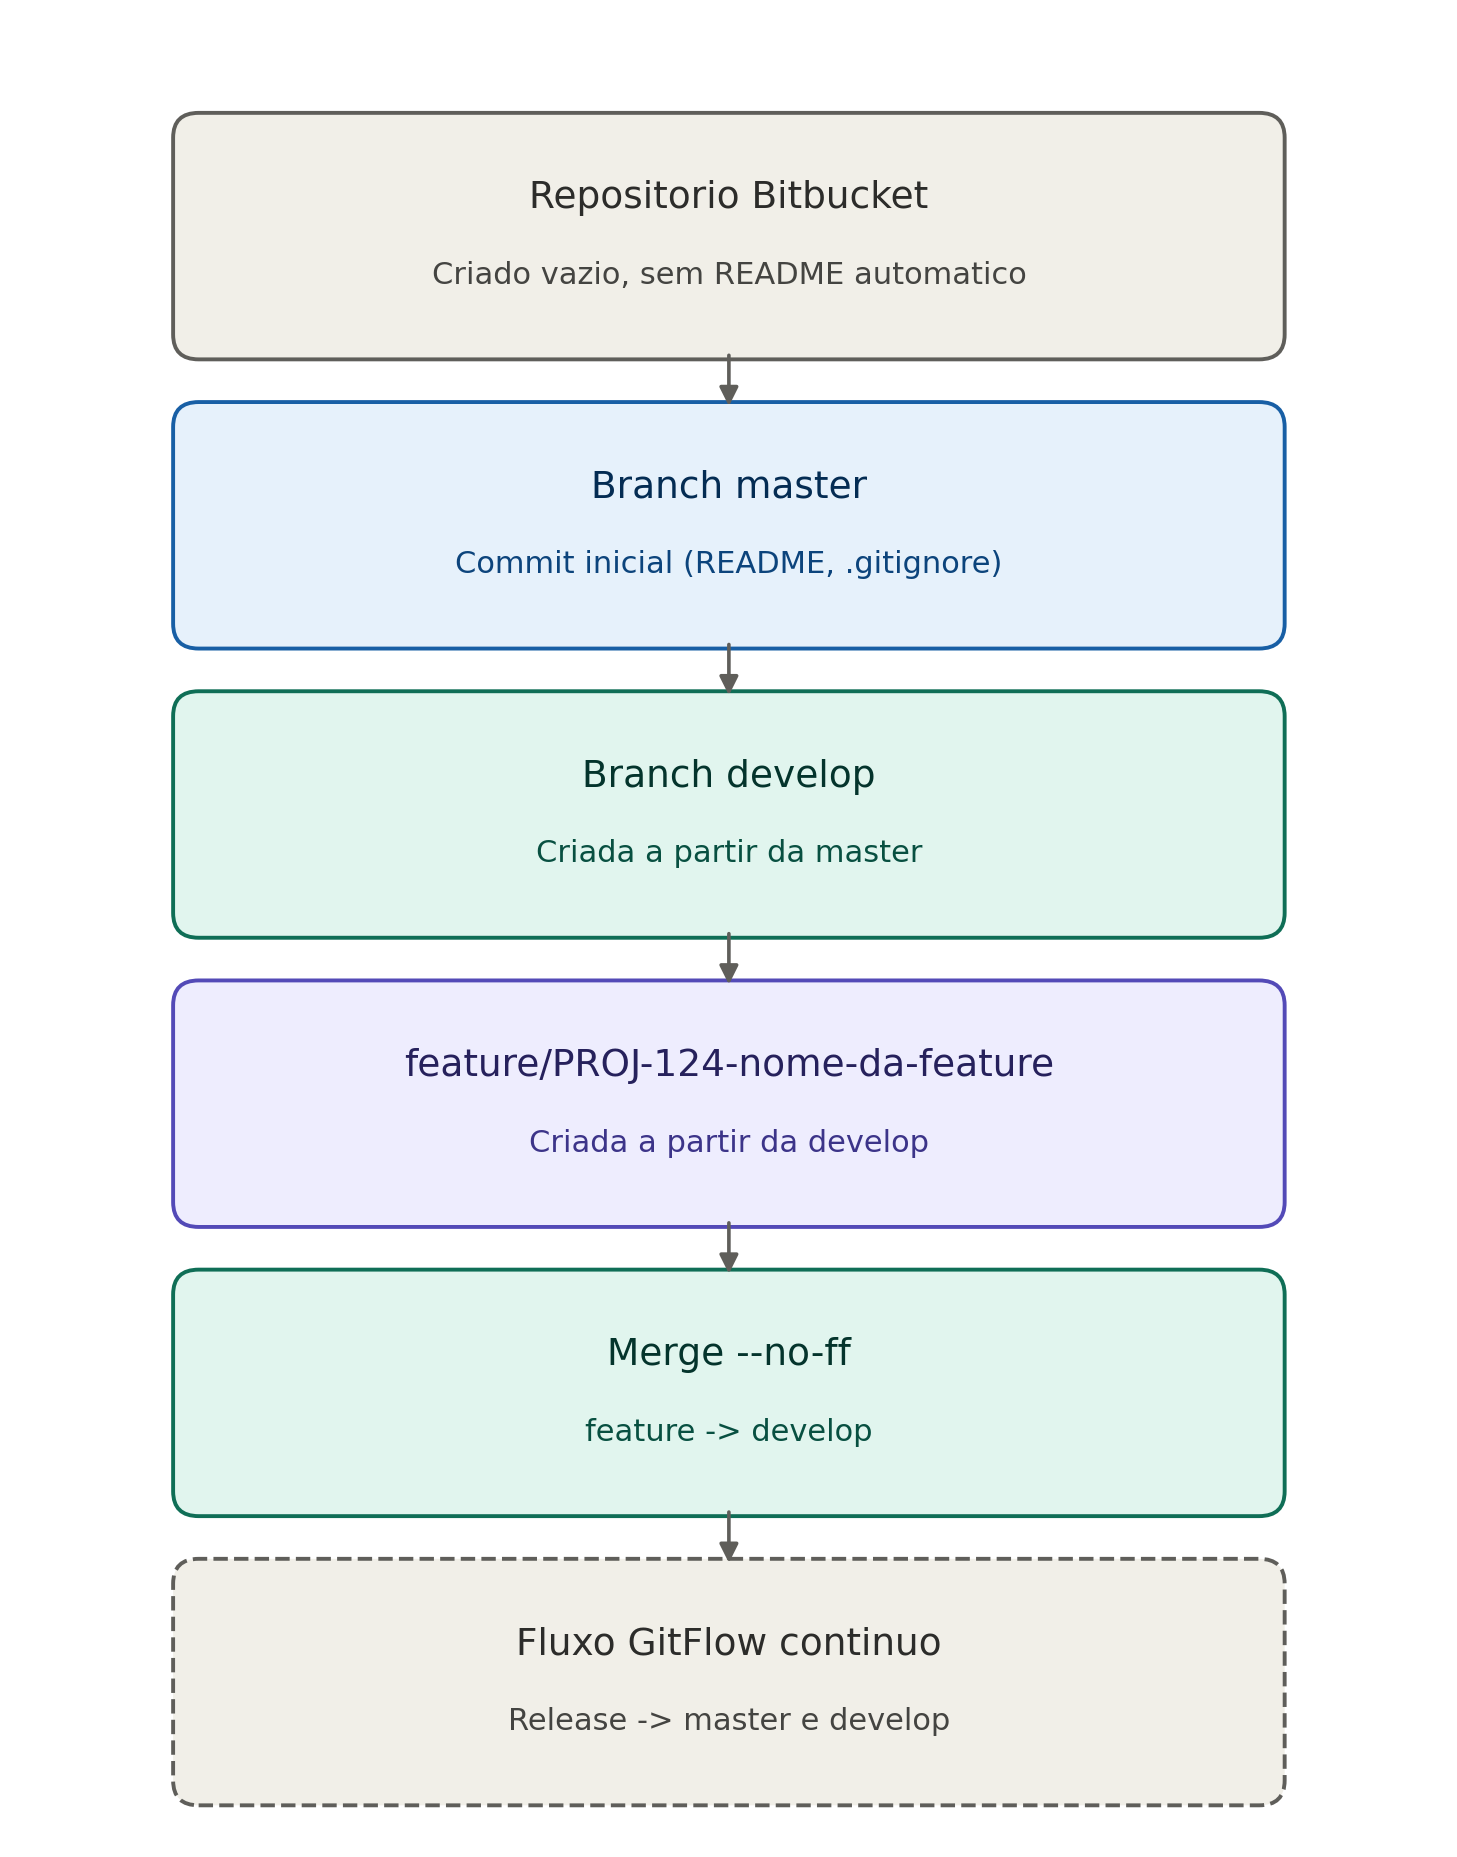 Repositorio Bitbucket
Criado vazio, sem README automatico
Branch master
Commit inicial (README, .gitignore)
Branch develop
Criada a partir da master
feature/PROJ-124-nome-da-feature
Criada a partir da develop
Merge --no-ff
feature -> develop
Fluxo GitFlow continuo
Release -> master e develop